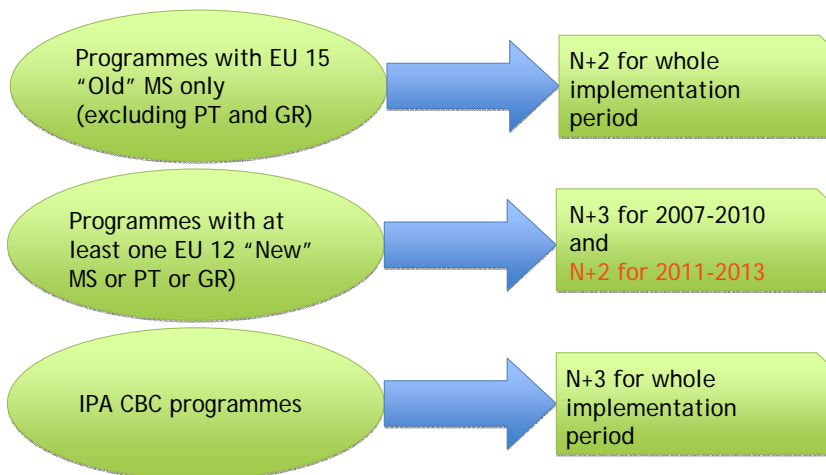 Programmes with EU 15
“Old” MS only
(excluding PT and GR)
N+2 for whole
implementation
period
Programmes with at
least one EU 12 “New”
MS or PT or GR)
N+3 for 2007-2010
and
N+2 for 2011-2013
IPA CBC programmes
N+3 for whole
implementation
period